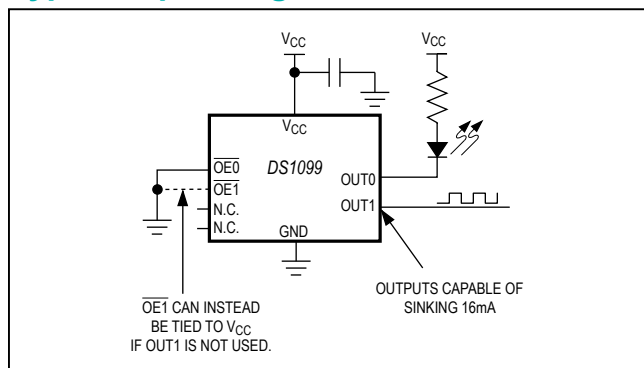 VCC
VCC
VCC
OE0
DS1099
OE1
OUT0
N.C.
OUT1
N.C.
GND
OE1 CAN INSTEAD
BE TIED TO VCC
IF OUT1 IS NOT USED.
OUTPUTS CAPABLE OF
SINKING 16mA